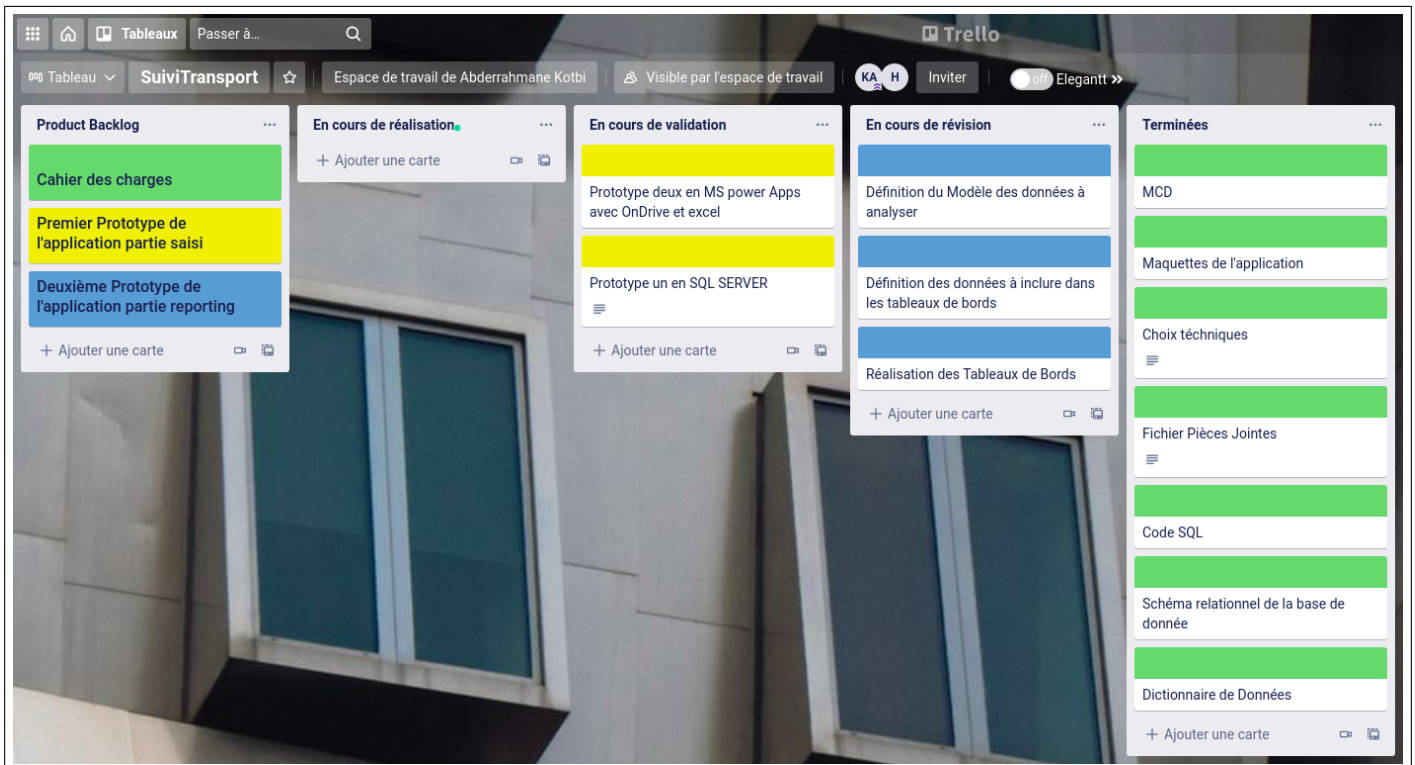 Tableaux
Passer à...
Trello
Tableau
SuiviTransport
Espace de travail de Abderrahmane Kotbi
Visible par l'espace de travail
KA
H
Inviter
off
Elegantt »
Product Backlog
Cahier des charges
Premier Prototype de
l'application partie saisi
Deuxième Prototype de
l'application partie reporting
+ Ajouter une carte
En cours de réalisation
+ Ajouter une carte
En cours de validation
Prototype deux en MS power Apps
avec OnDrive et excel
Prototype un en SQL SERVER
+ Ajouter une carte
En cours de révision
Définition du Modèle des données à
analyser
Définition des données à inclure dans
les tableaux de bords
Réalisation des Tableaux de Bords
+ Ajouter une carte
Terminées
MCD
Maquettes de l'application
Choix téchniques
Fichier Pièces Jointes
Code SQL
Schéma relationnel de la base de
donnée
Dictionnaire de Données
+ Ajouter une carte